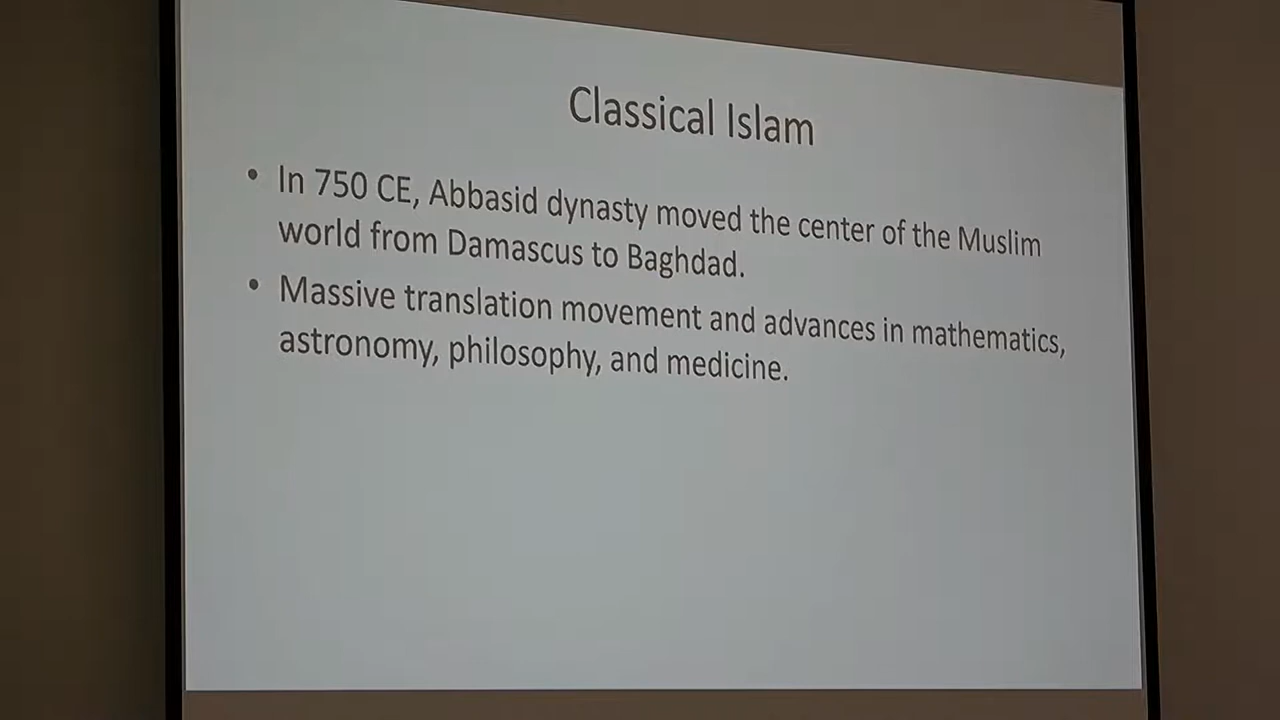 Classical Islam
• In 750 CE, Abbasid dynasty moved the center of the Muslim
world from Damascus to Baghdad.
• Massive translation movement and advances in mathematics,
astronomy, philosophy, and medicine.